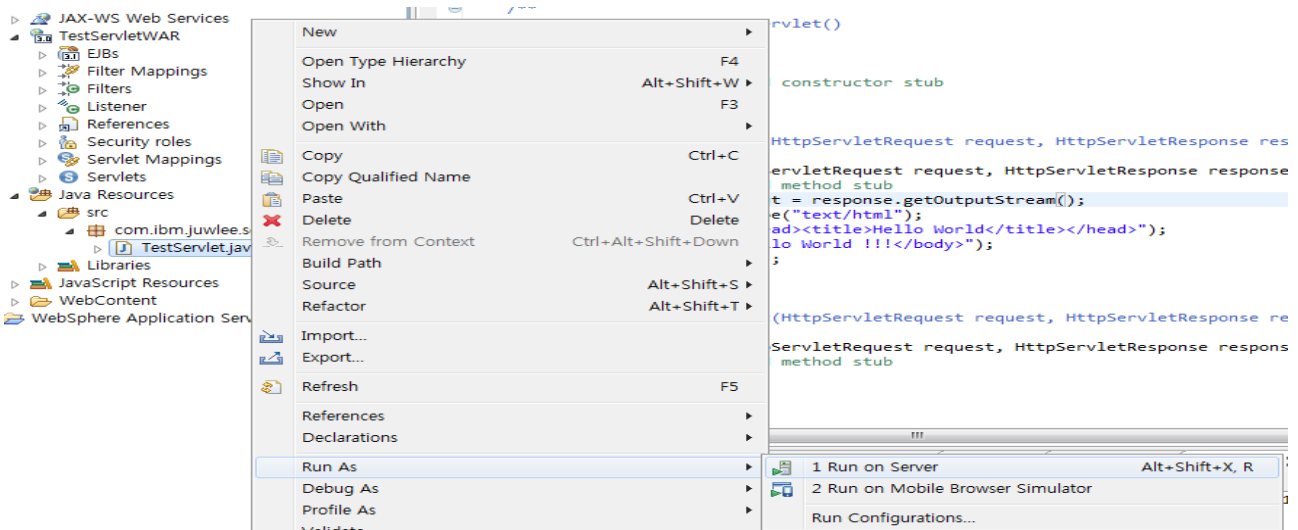 JAX-WS Web Services
TestServletWAR
EJBs
Filter Mappings
Filters
Listener
References
Security roles
Servlet Mappings
Servlets
Java Resources
src
com.ibm.juwlee.s
TestServlet.jav
Libraries
JavaScript Resources
WebContent
WebSphere Application Serv
New
Open Type Hierarchy F4
Show In Alt+Shift+W
Open F3
Open With
Copy Ctrl+C
Copy Qualified Name
Paste Ctrl+V
Delete Delete
Remove from Context Ctrl+Alt+Shift+Down
Build Path
Source Alt+Shift+S
Refactor Alt+Shift+T
Import...
Export...
Refresh F5
References
Declarations
Run As
Debug As
Profile As
Validate
1 Run on Server Alt+Shift+X, R
2 Run on Mobile Browser Simulator
Run Configurations...
/**
rvlet()
constructor stub
HttpServletRequest request, HttpServletResponse res
ervletRequest request, HttpServletResponse response
method stub
t = response.getOutputStream();
e("text/html");
ad><title>Hello World</title></head>");
lo World !!!</body>");
;
(HttpServletRequest request, HttpServletResponse re
ServletRequest request, HttpServletResponse respons
method stub